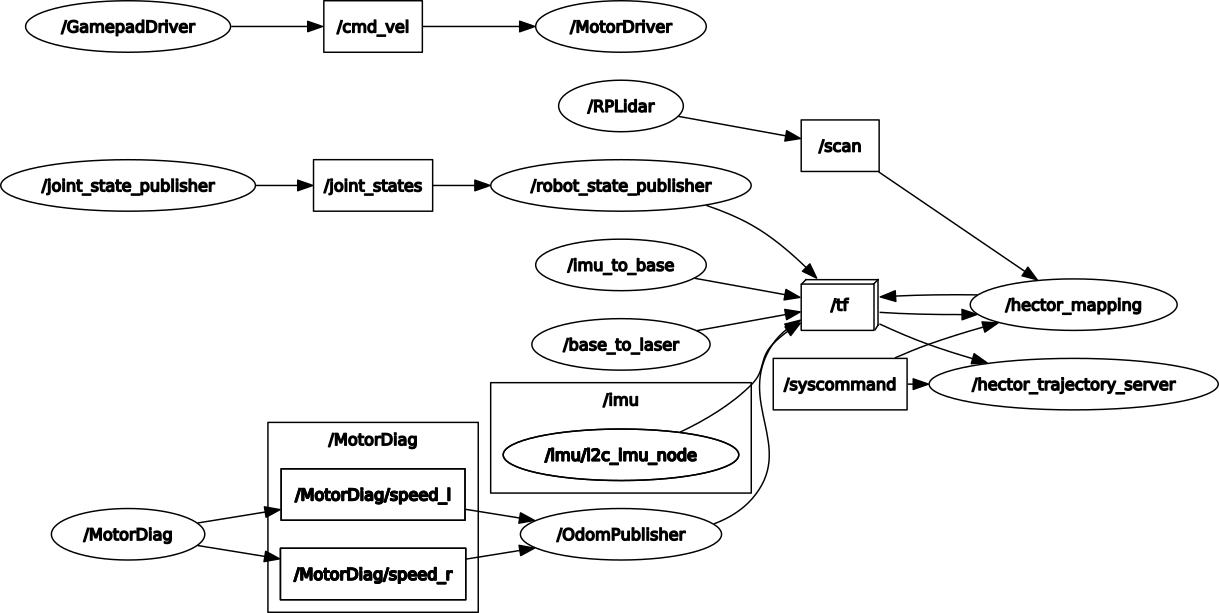 /GamepadDriver
/cmd_vel
/MotorDriver
/RPLidar
/scan
/joint_state_publisher
/joint_states
/robot_state_publisher
/imu_to_base
/tf
/hector_mapping
/base_to_laser
/syscommand
/hector_trajectory_server
/imu
/imu/i2c_imu_node
/MotorDiag
/MotorDiag/speed_l
/MotorDiag
/OdomPublisher
/MotorDiag/speed_r